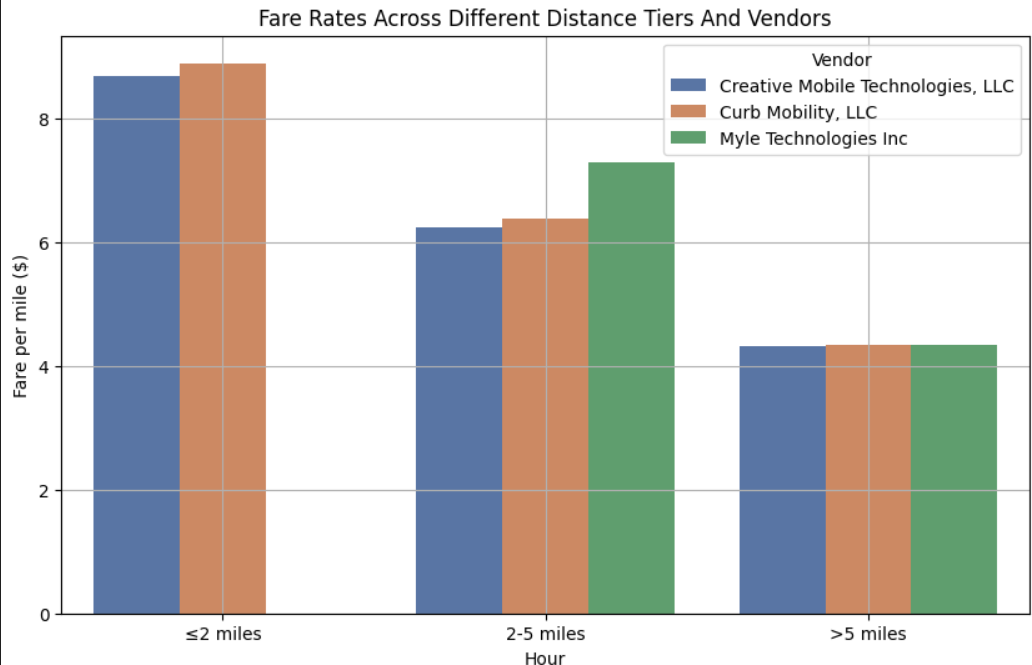 Fare Rates Across Different Distance Tiers And Vendors
Vendor
Creative Mobile Technologies, LLC
Curb Mobility, LLC
Myle Technologies Inc
Fare per mile ($)
8
6
4
2
0
≤2 miles
2-5 miles
>5 miles
Hour